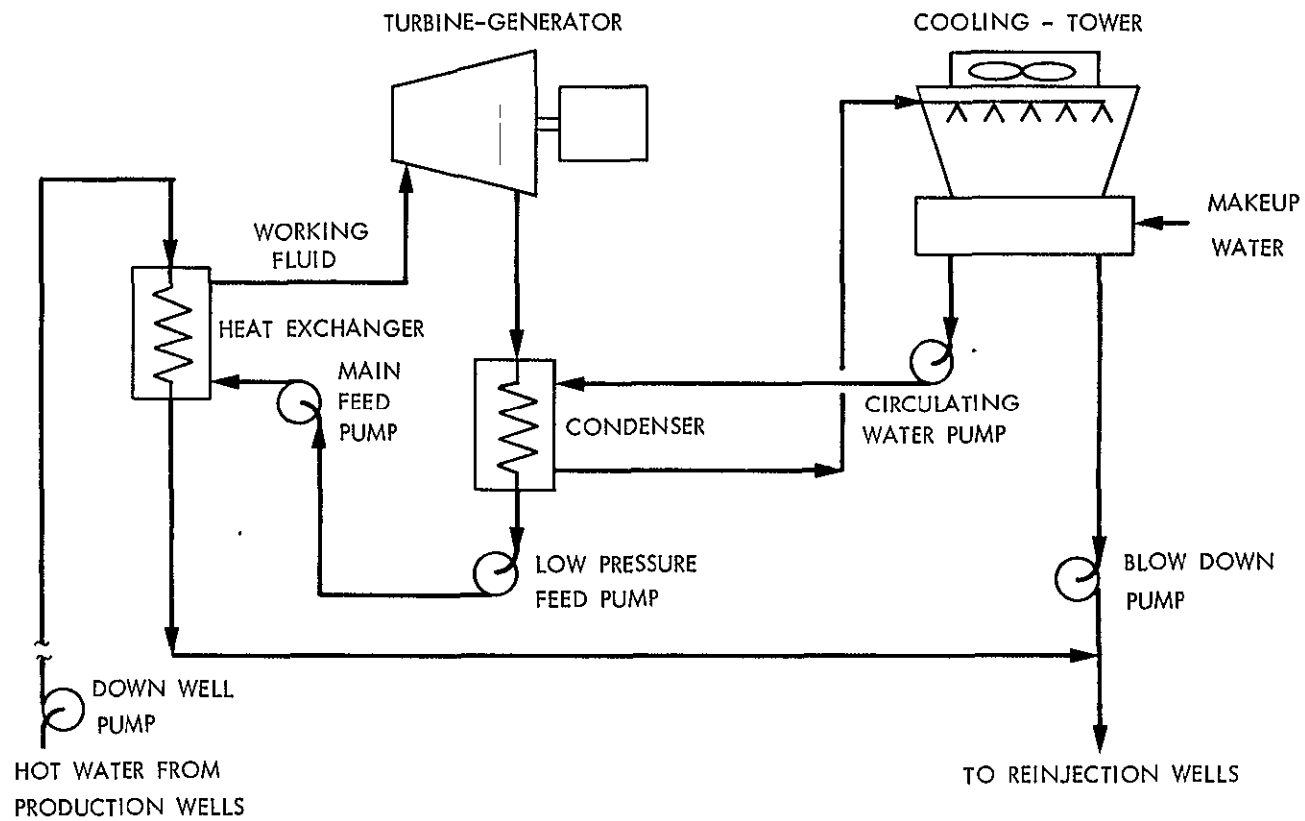 TURBINE-GENERATOR
COOLING - TOWER
WORKING
FLUID
MAKEUP
WATER
HEAT EXCHANGER
MAIN
FEED
PUMP
CONDENSER
CIRCULATING
WATER PUMP
LOW PRESSURE
FEED PUMP
BLOW DOWN
PUMP
DOWN WELL
PUMP
HOT WATER FROM
PRODUCTION WELLS
TO REINJECTION WELLS